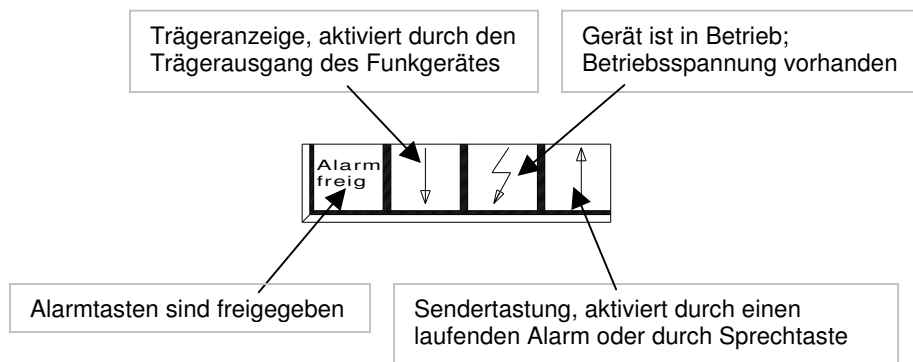 Trägeranzeige, aktiviert durch den
Trägerausgang des Funkgerätes
Gerät ist in Betrieb;
Betriebsspannung vorhanden
Alarm
freig
Alarmtasten sind freigegeben
Sendertastung, aktiviert durch einen
laufenden Alarm oder durch Sprechtaste